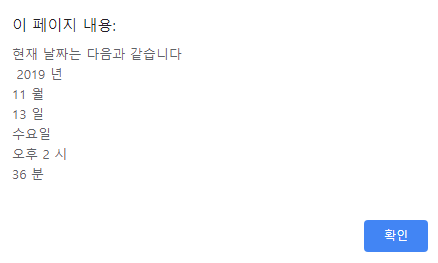 이 페이지 내용:
현재 날짜는 다음과 같습니다
2019 년
11 월
13 일
수요일
오후 2 시
36 분
확인